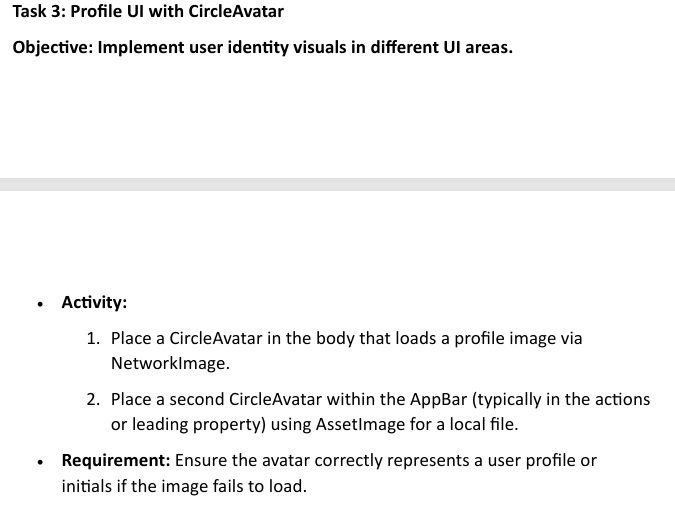 Task 3: Profile UI with CircleAvatar
Objective: Implement user identity visuals in different UI areas.
• Activity:
1. Place a CircleAvatar in the body that loads a profile image via
NetworkImage.
2. Place a second CircleAvatar within the AppBar (typically in the actions
or leading property) using AssetImage for a local file.
• Requirement: Ensure the avatar correctly represents a user profile or
initials if the image fails to load.